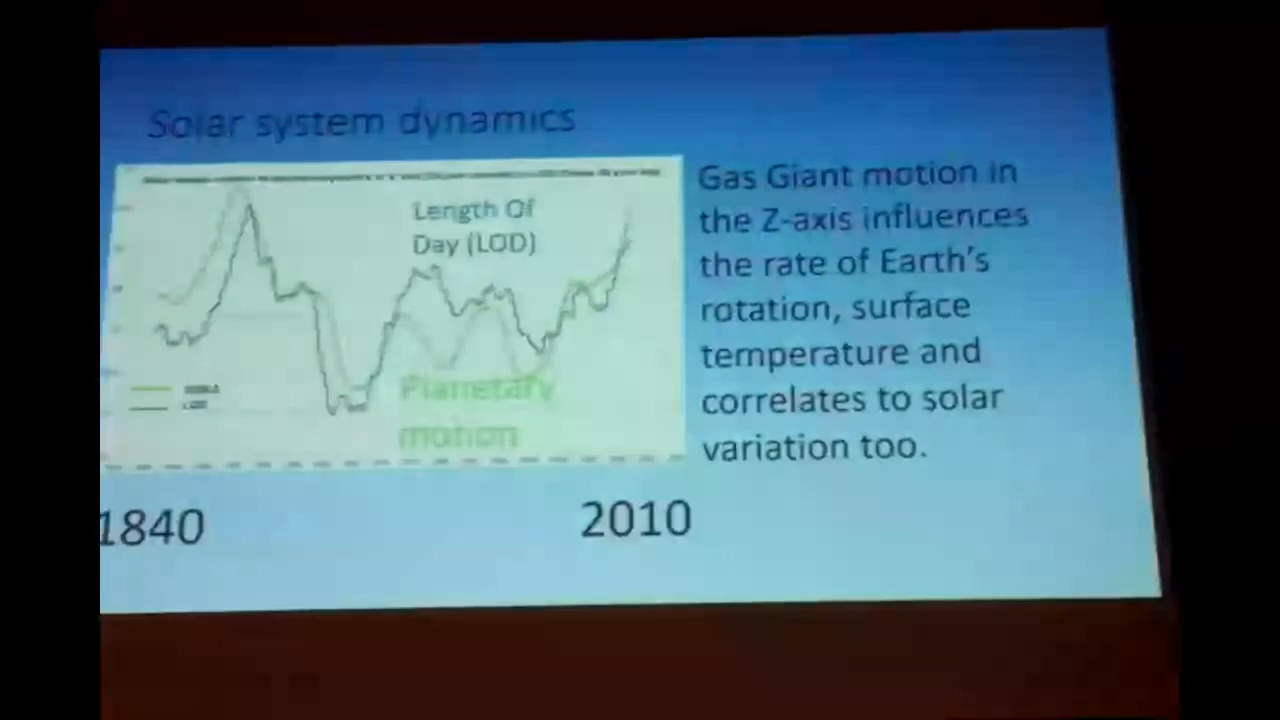 Solar system dynamics
Length Of
Day (LOD)
Planetary
motion
LOD
1840
2010
Gas Giant motion in
the Z-axis influences
the rate of Earth's
rotation, surface
temperature and
correlates to solar
variation too.